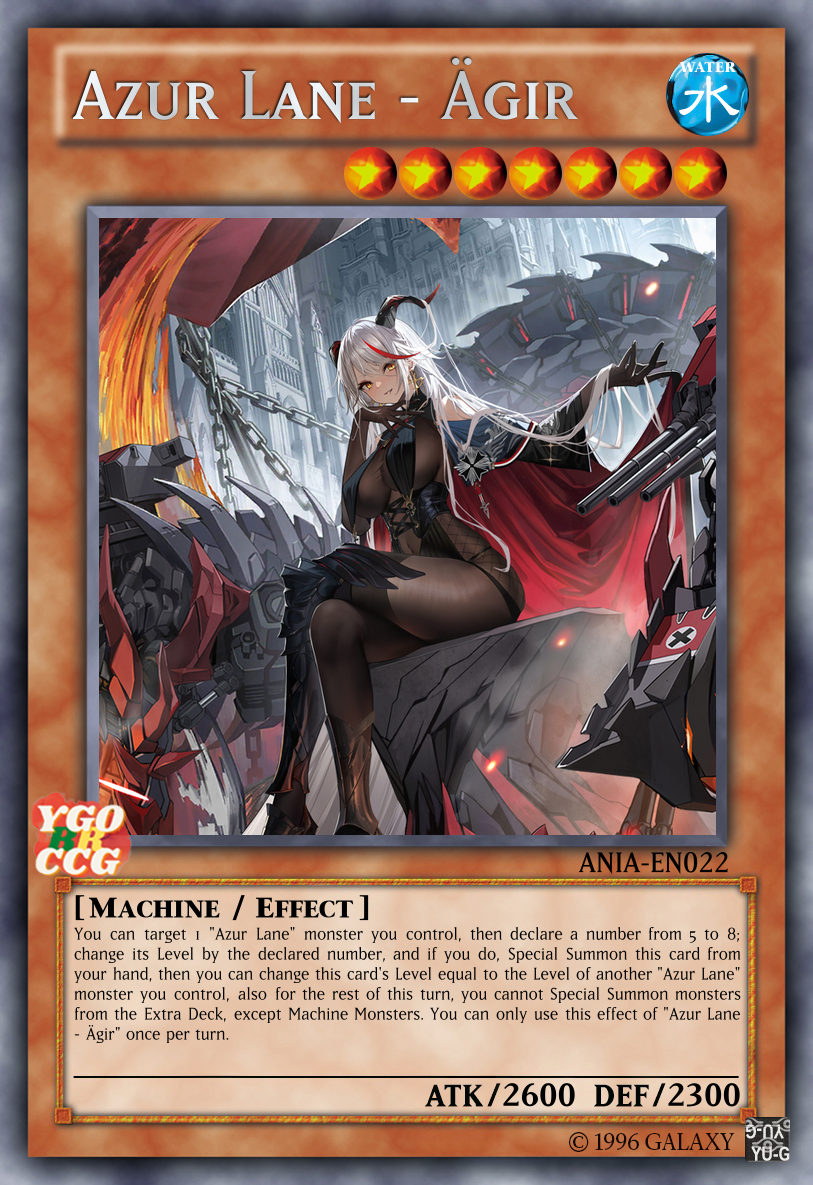 Azur Lane - Ägir
WATER
水
YGO
RR
CCG
ANIA-EN022
[ Machine / Effect ]
You can target 1 "Azur Lane" monster you control, then declare a number from 5 to 8;
change its Level by the declared number, and if you do, Special Summon this card from
your hand, then you can change this card's Level equal to the Level of another "Azur Lane"
monster you control, also for the rest of this turn, you cannot Special Summon monsters
from the Extra Deck, except Machine Monsters. You can only use this effect of "Azur Lane
- Ägir" once per turn.
ATK/2600 DEF/2300
© 1996 GALAXY
YU-G
YU-G